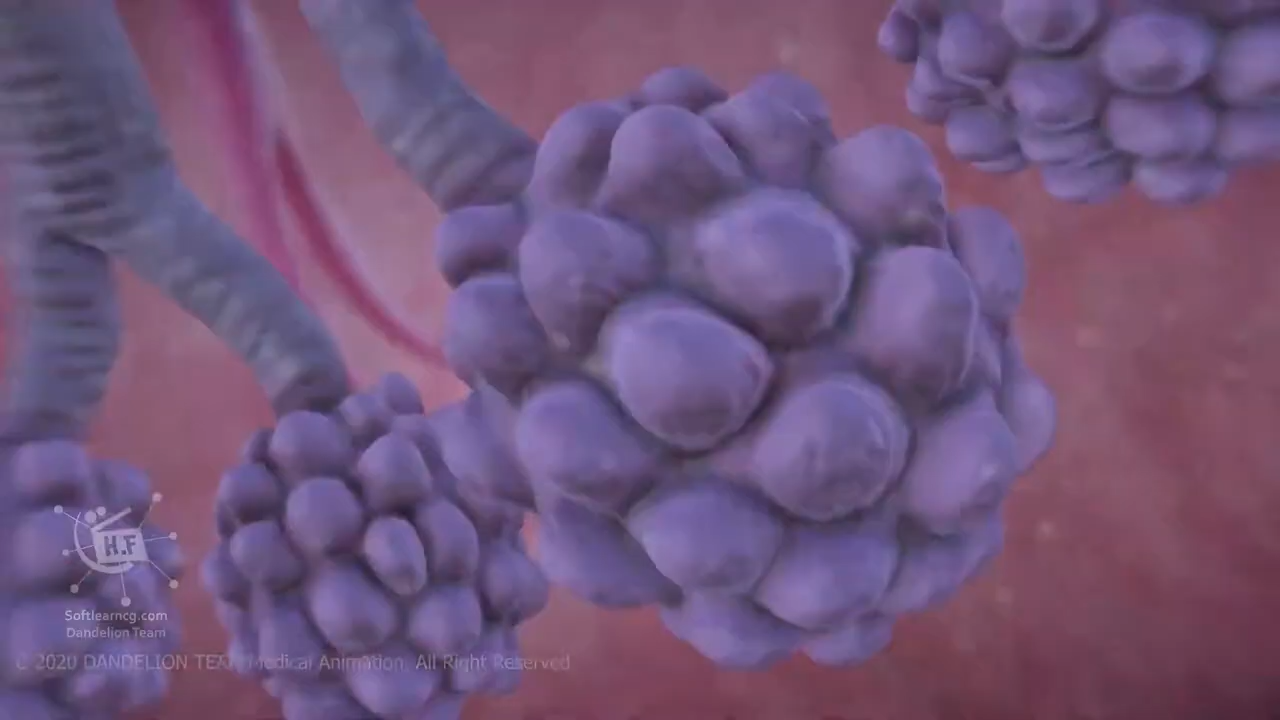 H.F
Softlearncg.com
Dandelion Team
© 2020 DANDELION TEAM Medical Animation. All Right Reserved